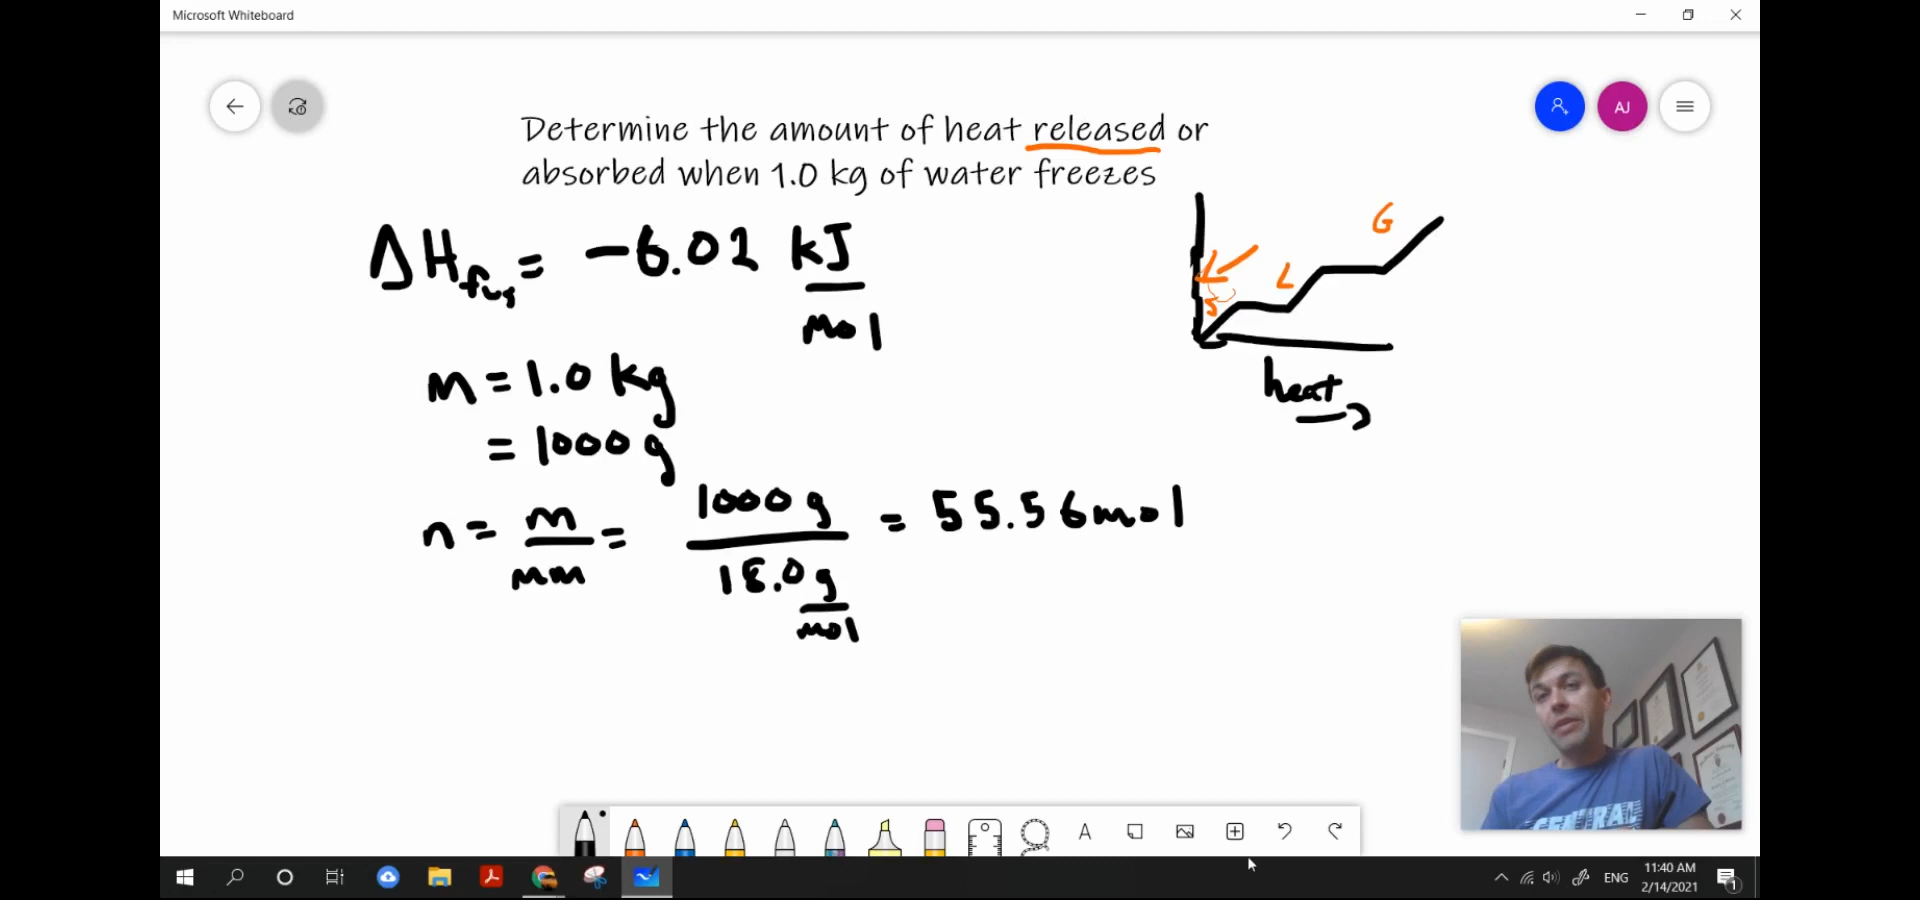 Microsoft Whiteboard
AJ
Determine the amount of heat released or
absorbed when 1.0 kg of water freezes
ΔHfus = -6.02 kJ/mol
G
L
L
S
heat
m = 1.0 kg
= 1000 g
n = m/mm = 1000 g/18.0 g/mol = 55.56 mol
A
ENG
11:40 AM
2/14/2021
1